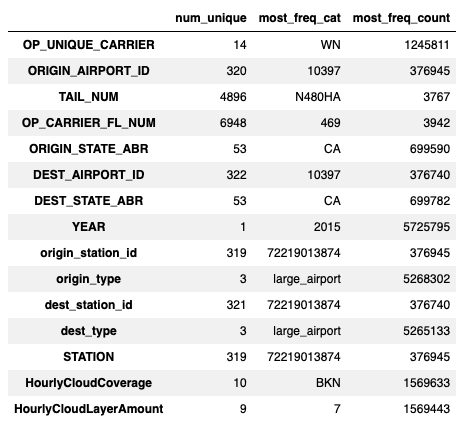 num_unique most_freq_cat most_freq_count
OP_UNIQUE_CARRIER 14 WN 1245811
ORIGIN_AIRPORT_ID 320 10397 376945
TAIL_NUM 4896 N480HA 3767
OP_CARRIER_FL_NUM 6948 469 3942
ORIGIN_STATE_ABR 53 CA 699590
DEST_AIRPORT_ID 322 10397 376740
DEST_STATE_ABR 53 CA 699782
YEAR 1 2015 5725795
origin_station_id 319 72219013874 376945
origin_type 3 large_airport 5268302
dest_station_id 321 72219013874 376740
dest_type 3 large_airport 5265133
STATION 319 72219013874 376945
HourlyCloudCoverage 10 BKN 1569633
HourlyCloudLayerAmount 9 7 1569443